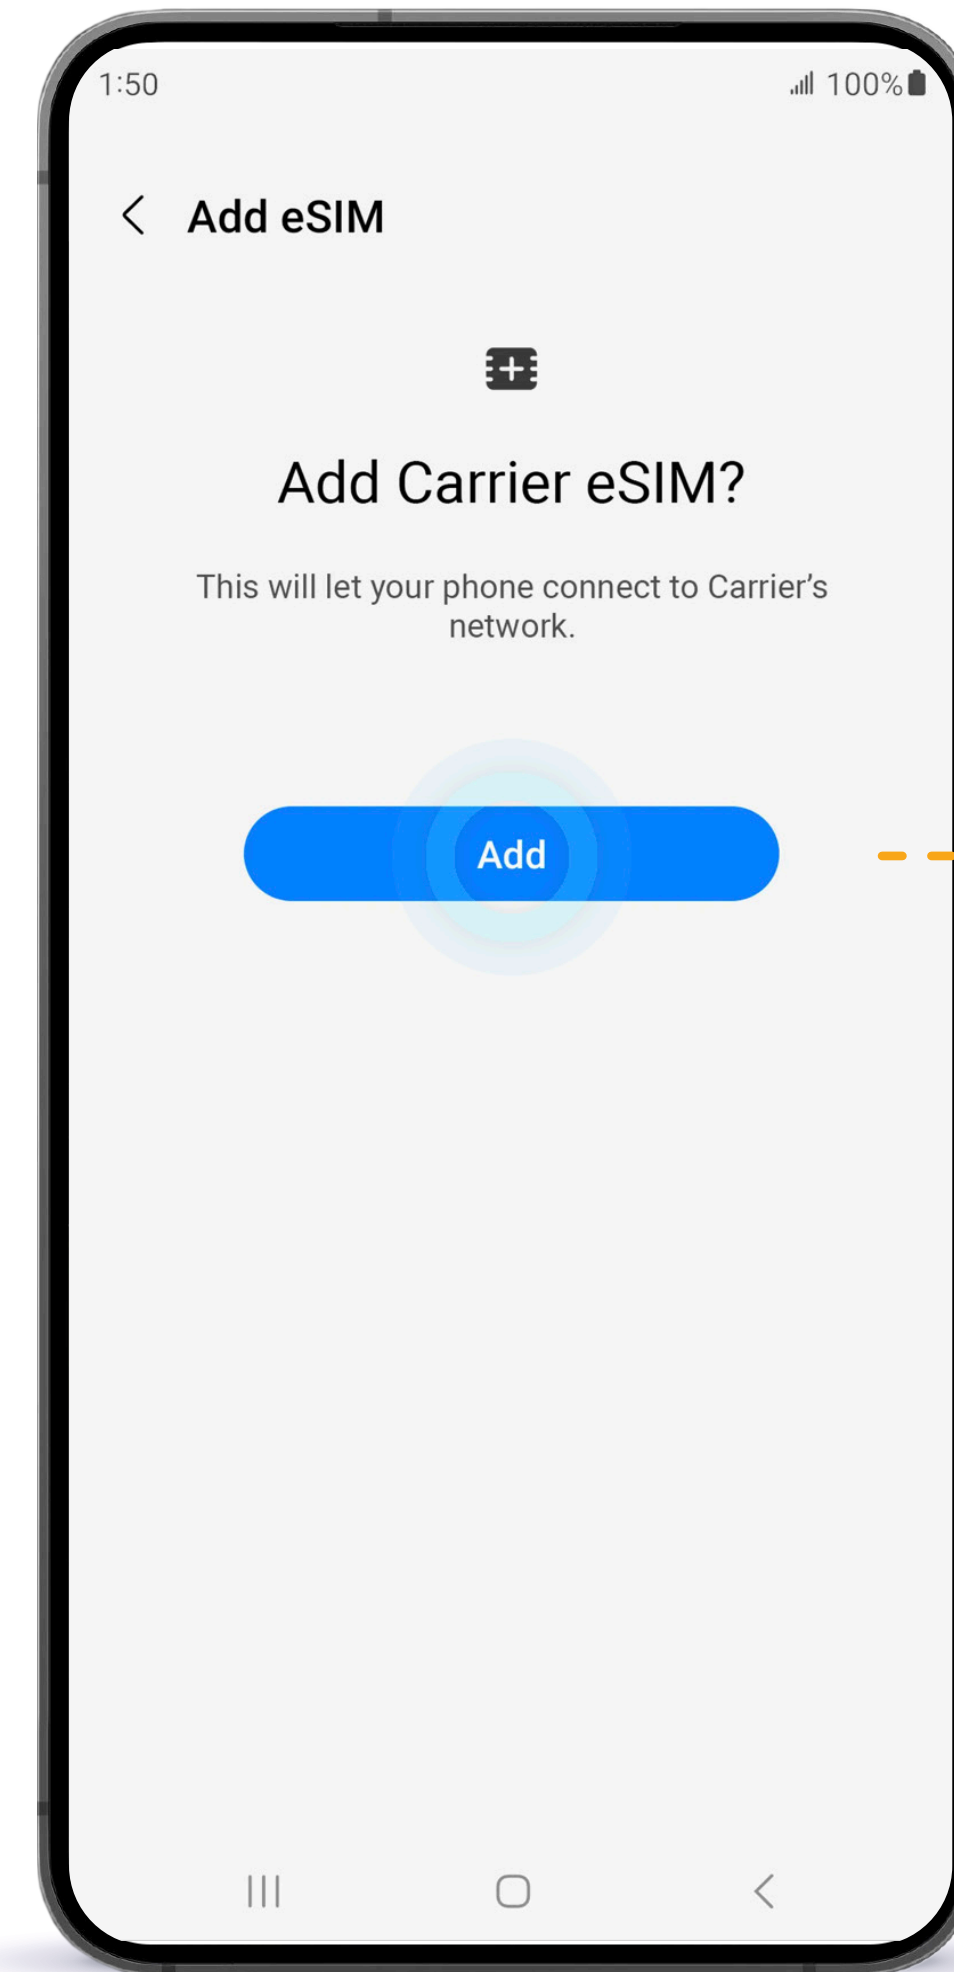 1:50
100%
Add eSIM
Add Carrier eSIM?
This will let your phone connect to Carrier’s
network.
Add